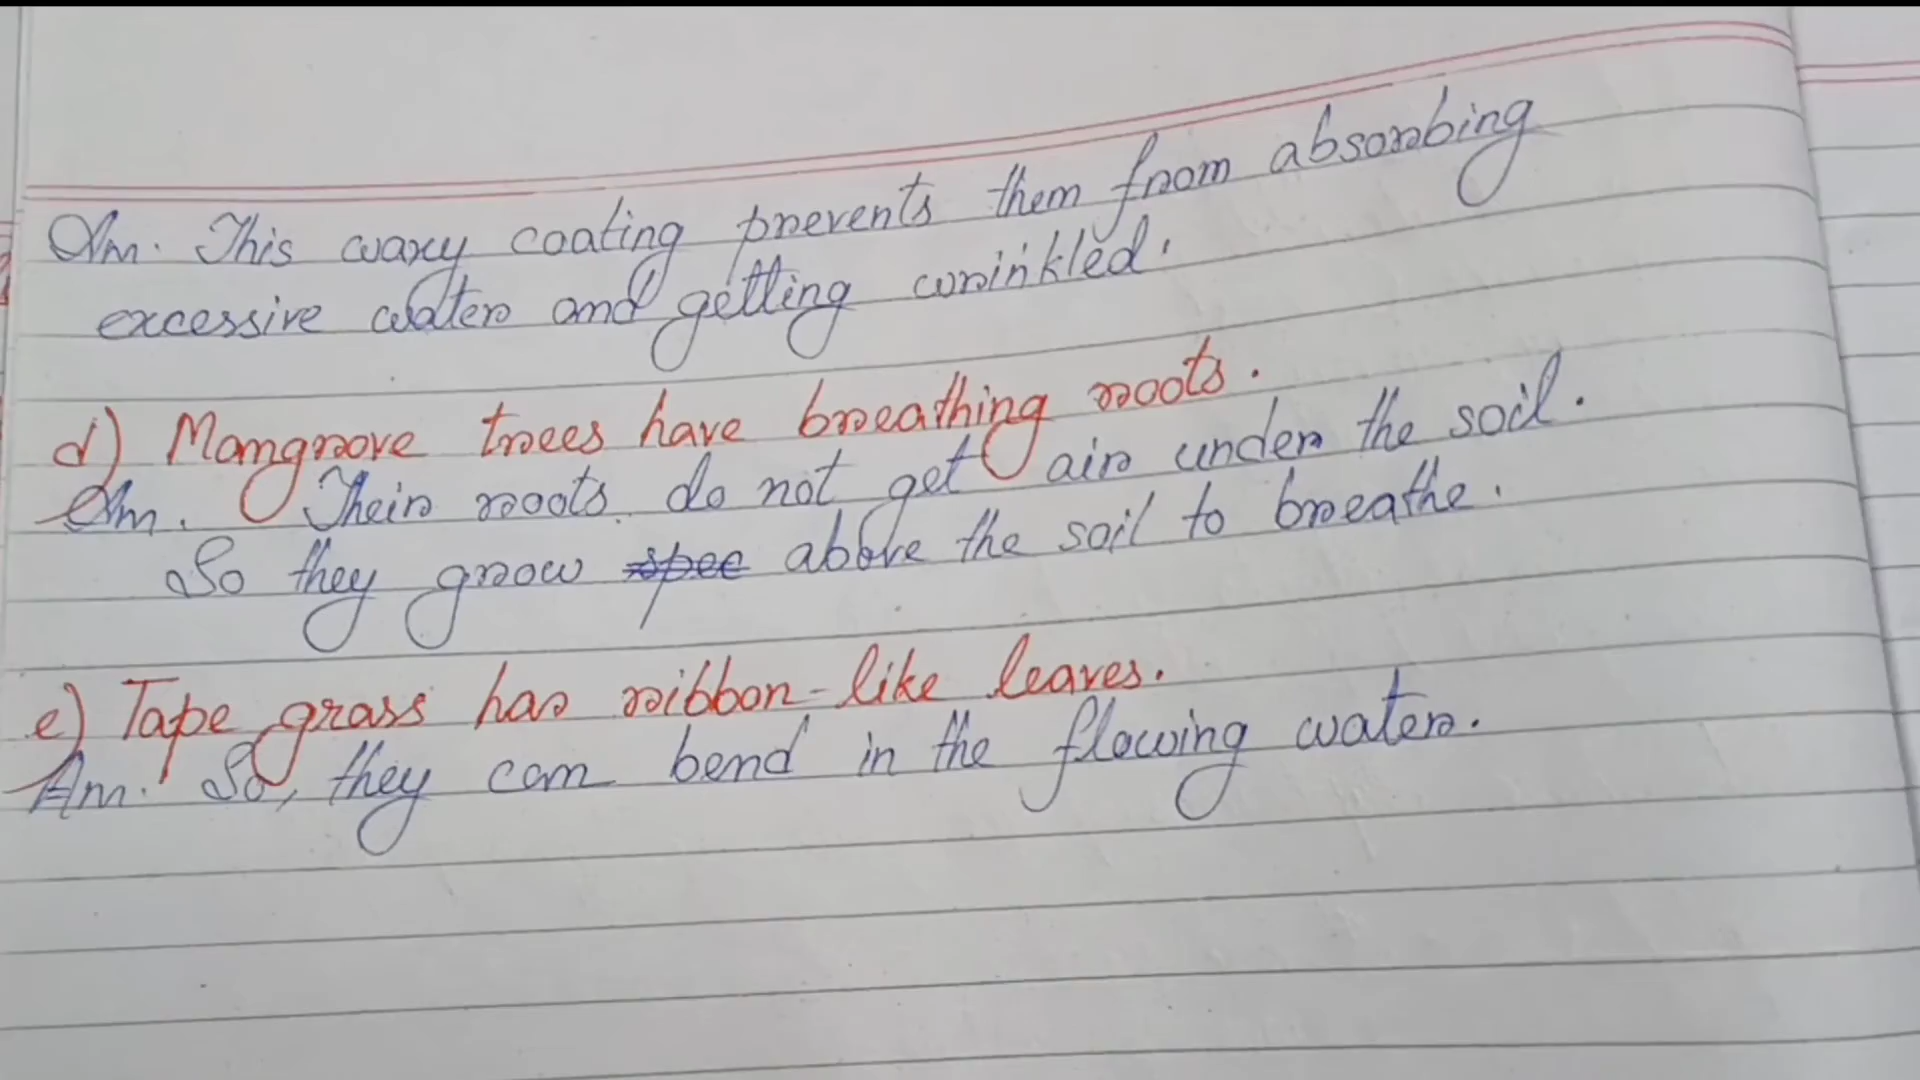 Ans. This waxy coating prevents them from absorbing
excessive water and getting wrinkled.
d) Mangrove trees have breathing roots.
Ans. Their roots do not get air under the soil.
So they grow above the soil to breathe.
e) Tape grass has ribbon-like leaves.
Ans. So, they can bend in the flowing water.